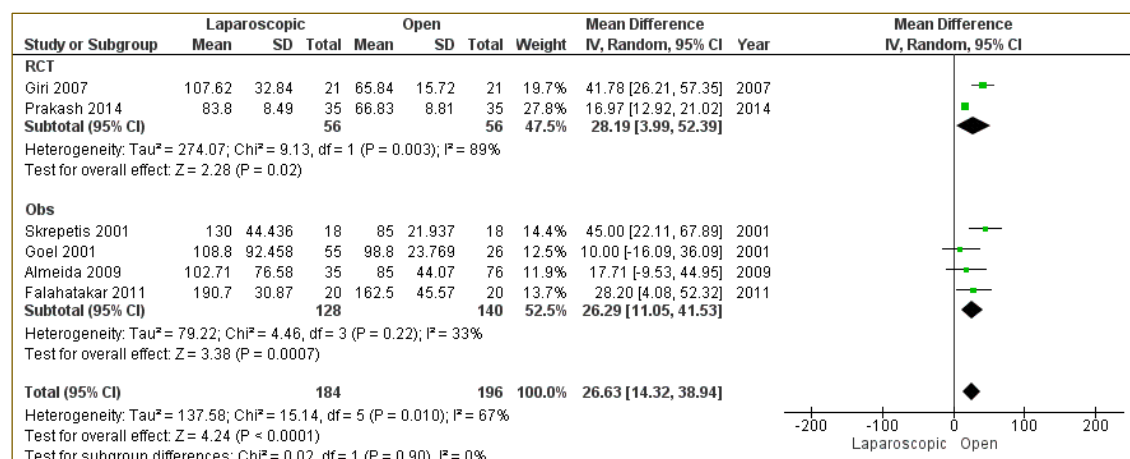 Laparoscopic Open Mean Difference Mean Difference
Study or Subgroup Mean SD Total Mean SD Total Weight IV, Random, 95% CI Year IV, Random, 95% CI
RCT
Giri 2007 107.62 32.84 21 65.84 15.72 21 19.7% 41.78 [26.21, 57.35] 2007
Prakash 2014 83.8 8.49 35 66.83 8.81 35 27.8% 16.97 [12.92, 21.02] 2014
Subtotal (95% CI) 56 56 47.5% 28.19 [3.99, 52.39]
Heterogeneity: Tau² = 274.07; Chi² = 9.13, df = 1 (P = 0.003); I² = 89%
Test for overall effect: Z = 2.28 (P = 0.02)
Obs
Skrepetis 2001 130 44.436 18 85 21.937 18 14.4% 45.00 [22.11, 67.89] 2001
Goel 2001 108.8 92.458 55 98.8 23.769 26 12.5% 10.00 [-16.09, 36.09] 2001
Almeida 2009 102.71 76.58 35 85 44.07 76 11.9% 17.71 [-9.53, 44.95] 2009
Falahatakar 2011 190.7 30.87 20 162.5 45.57 20 13.7% 28.20 [4.08, 52.32] 2011
Subtotal (95% CI) 128 140 52.5% 26.29 [11.05, 41.53]
Heterogeneity: Tau² = 79.22; Chi² = 4.46, df = 3 (P = 0.22); I² = 33%
Test for overall effect: Z = 3.38 (P = 0.0007)
Total (95% CI) 184 196 100.0% 26.63 [14.32, 38.94]
Heterogeneity: Tau² = 137.58; Chi² = 15.14, df = 5 (P = 0.010); I² = 67%
Test for overall effect: Z = 4.24 (P < 0.0001)
Test for subgroup differences: Chi² = 0.02, df = 1 (P = 0.90), I² = 0%
-200 -100 0 100 200
Laparoscopic Open